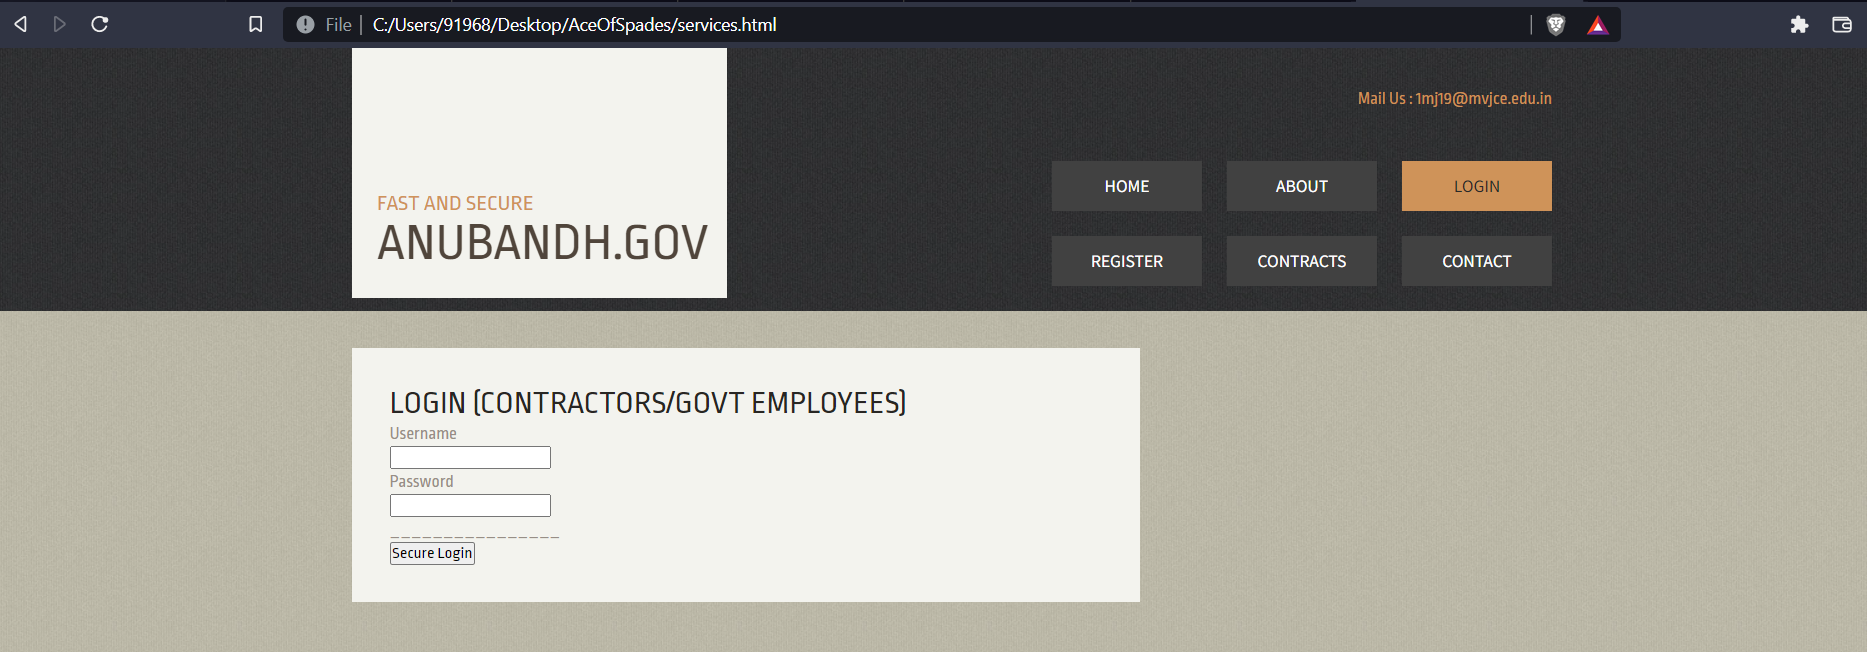 File | C:/Users/91968/Desktop/AceOfSpades/services.html
Mail Us : 1mj19@mvjce.edu.in
FAST AND SECURE
ANUBANDH.GOV
HOME ABOUT LOGIN
REGISTER CONTRACTS CONTACT
LOGIN (CONTRACTORS/GOVT EMPLOYEES)
Username
Password
________________
Secure Login